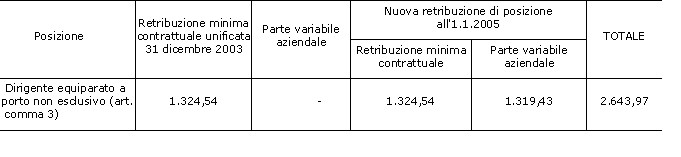 Posizione
Retribuzione minima
contrattuale unificata
31 dicembre 2003
Parte variabile
aziendale
Nuova retribuzione di posizione
all'1.1.2005
Retribuzione minima
contrattuale
Parte variabile
aziendale
TOTALE
Dirigente equiparato a
porto non esclusivo (art.
comma 3)
1.324,54
-
1.324,54
1.319,43
2.643,97